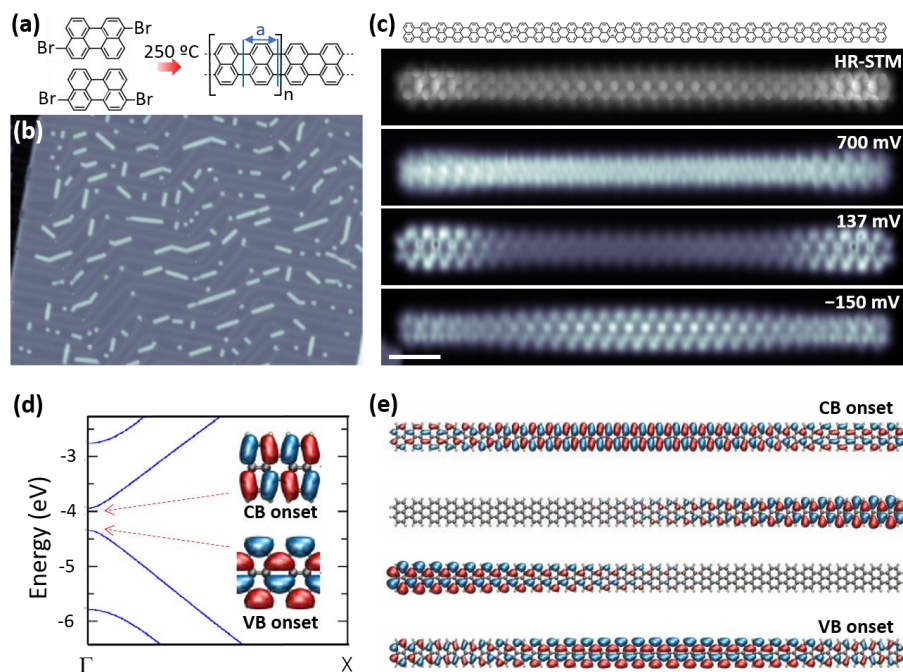 (a)
Br
Br
250 ºC
a
n
Br
Br
(b)
(c)
HR-STM
700 mV
137 mV
−150 mV
(d)
Energy (eV)
-3
-4
-5
-6
Γ
X
CB onset
VB onset
(e)
CB onset
VB onset